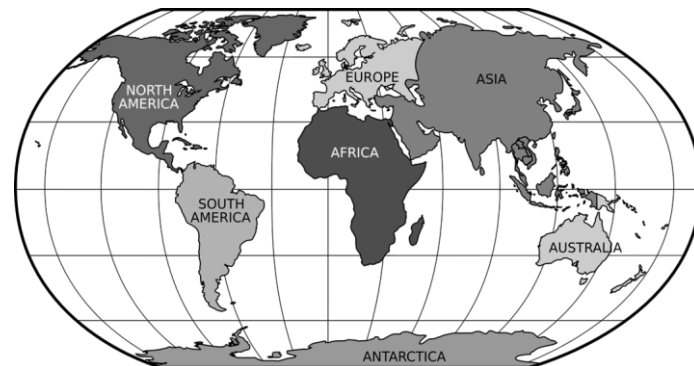 NORTH
AMERICA
EUROPE
ASIA
AFRICA
SOUTH
AMERICA
AUSTRALIA
ANTARCTICA